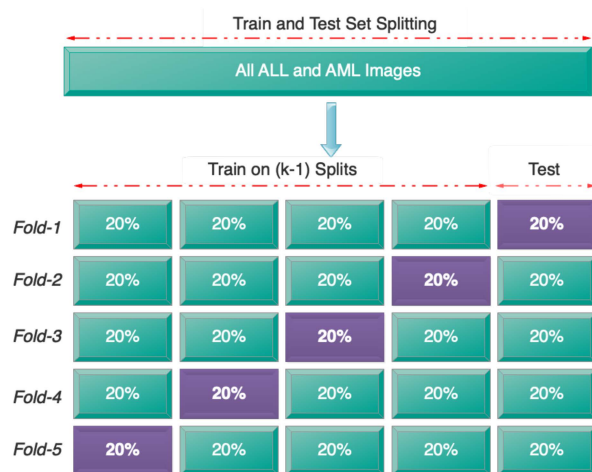 Train and Test Set Splitting
All ALL and AML Images
Train on (k-1) Splits Test
Fold-1 20% 20% 20% 20% 20%
Fold-2 20% 20% 20% 20% 20%
Fold-3 20% 20% 20% 20% 20%
Fold-4 20% 20% 20% 20% 20%
Fold-5 20% 20% 20% 20% 20%